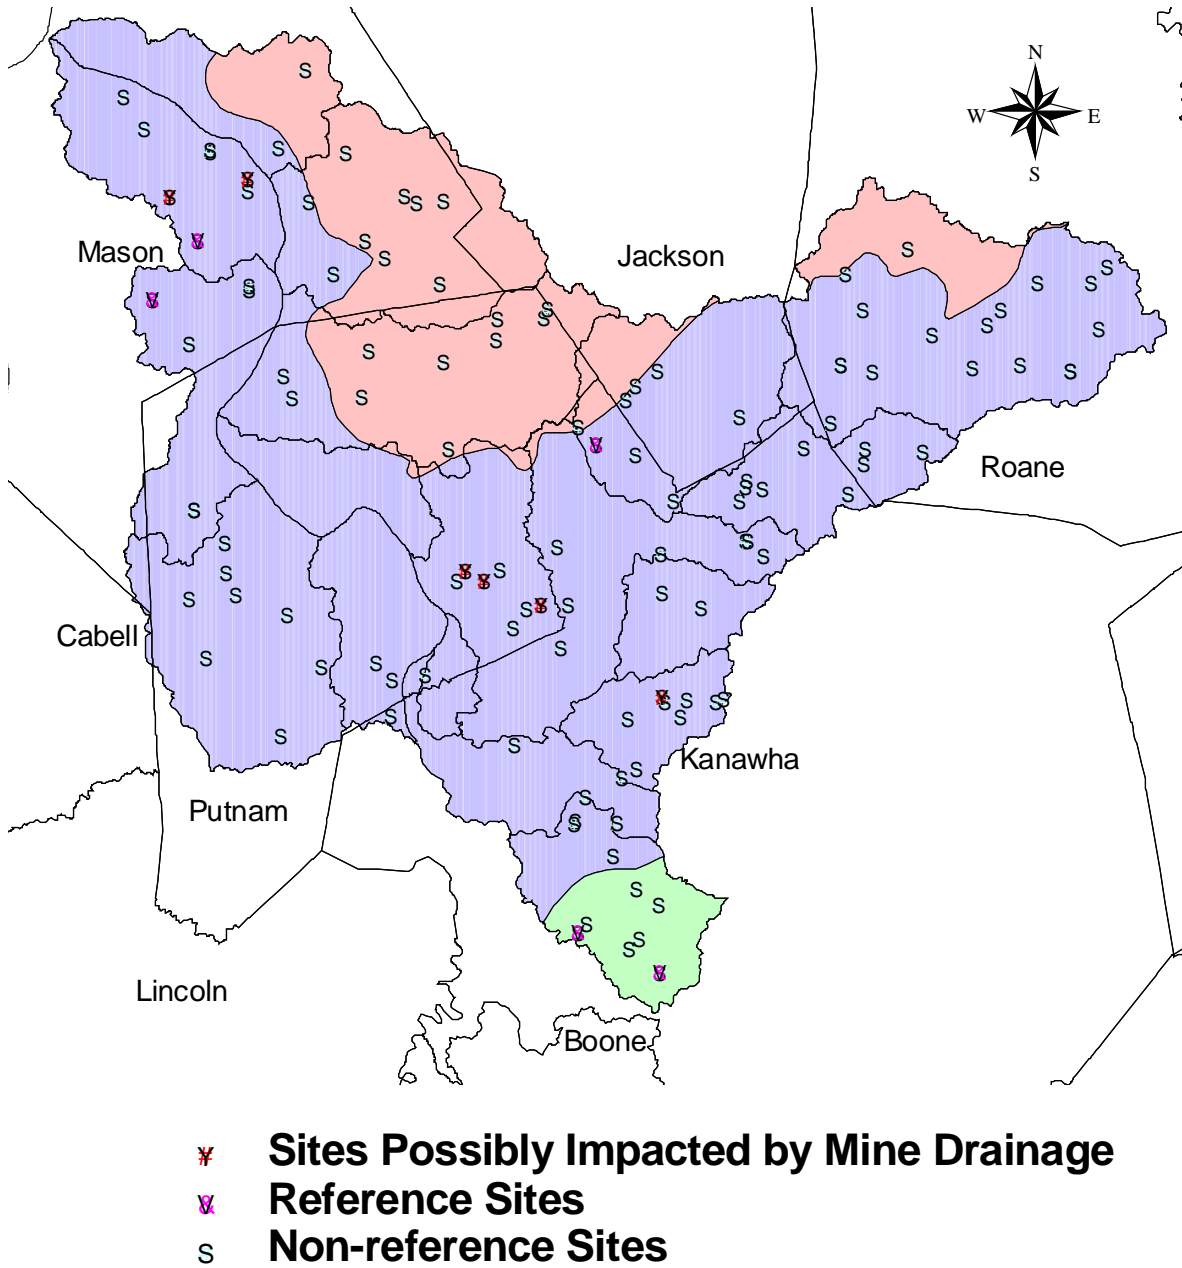 N
W E
S
Jackson
Mason
Roane
Cabell
Kanawha
Putnam
Lincoln
Boone
Sites Possibly Impacted by Mine Drainage
Reference Sites
S Non-reference Sites